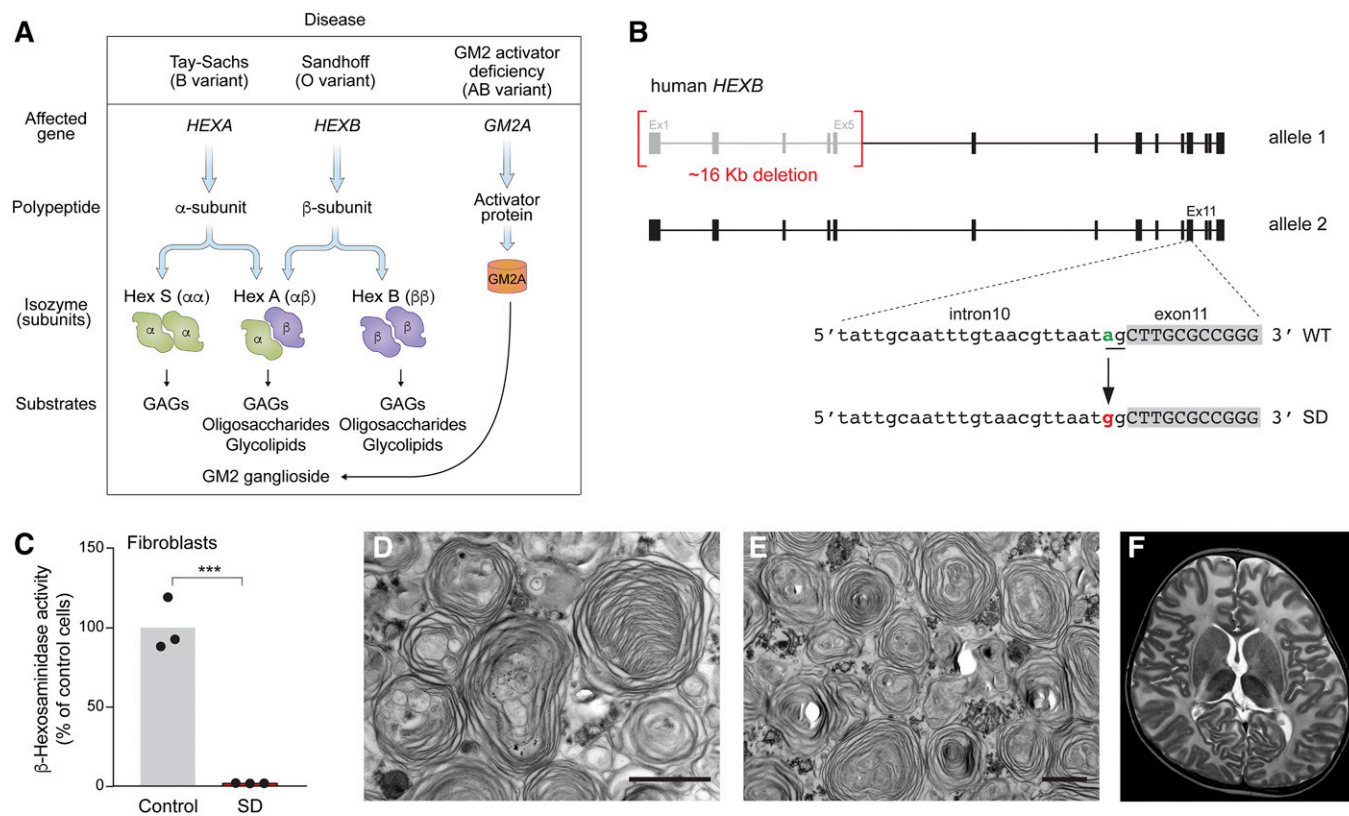 A
Disease
Tay-Sachs
(B variant)
Sandhoff
(O variant)
GM2 activator
deficiency
(AB variant)
Affected
gene
HEXA
HEXB
GM2A
Polypeptide
α-subunit
β-subunit
Activator
protein
GM2A
Isozyme
(subunits)
Hex S (αα)
Hex A (αβ)
Hex B (ββ)
α α
α β
β β
Substrates
GAGs
GAGs
Oligosaccharides
Glycolipids
GAGs
Oligosaccharides
Glycolipids
GM2 ganglioside
B
human HEXB
Ex1
Ex5
allele 1
~16 Kb deletion
Ex11
allele 2
intron10
exon11
5'tattgcaatttgtaacgttaatagCTTGCGCCGGG 3' WT
5'tattgcaatttgtaacgttaatggCTTGCGCCGGG 3' SD
C
Fibroblasts
β-Hexosaminidase activity
(% of control cells)
150
100
50
0
***
Control
SD
D
E
F